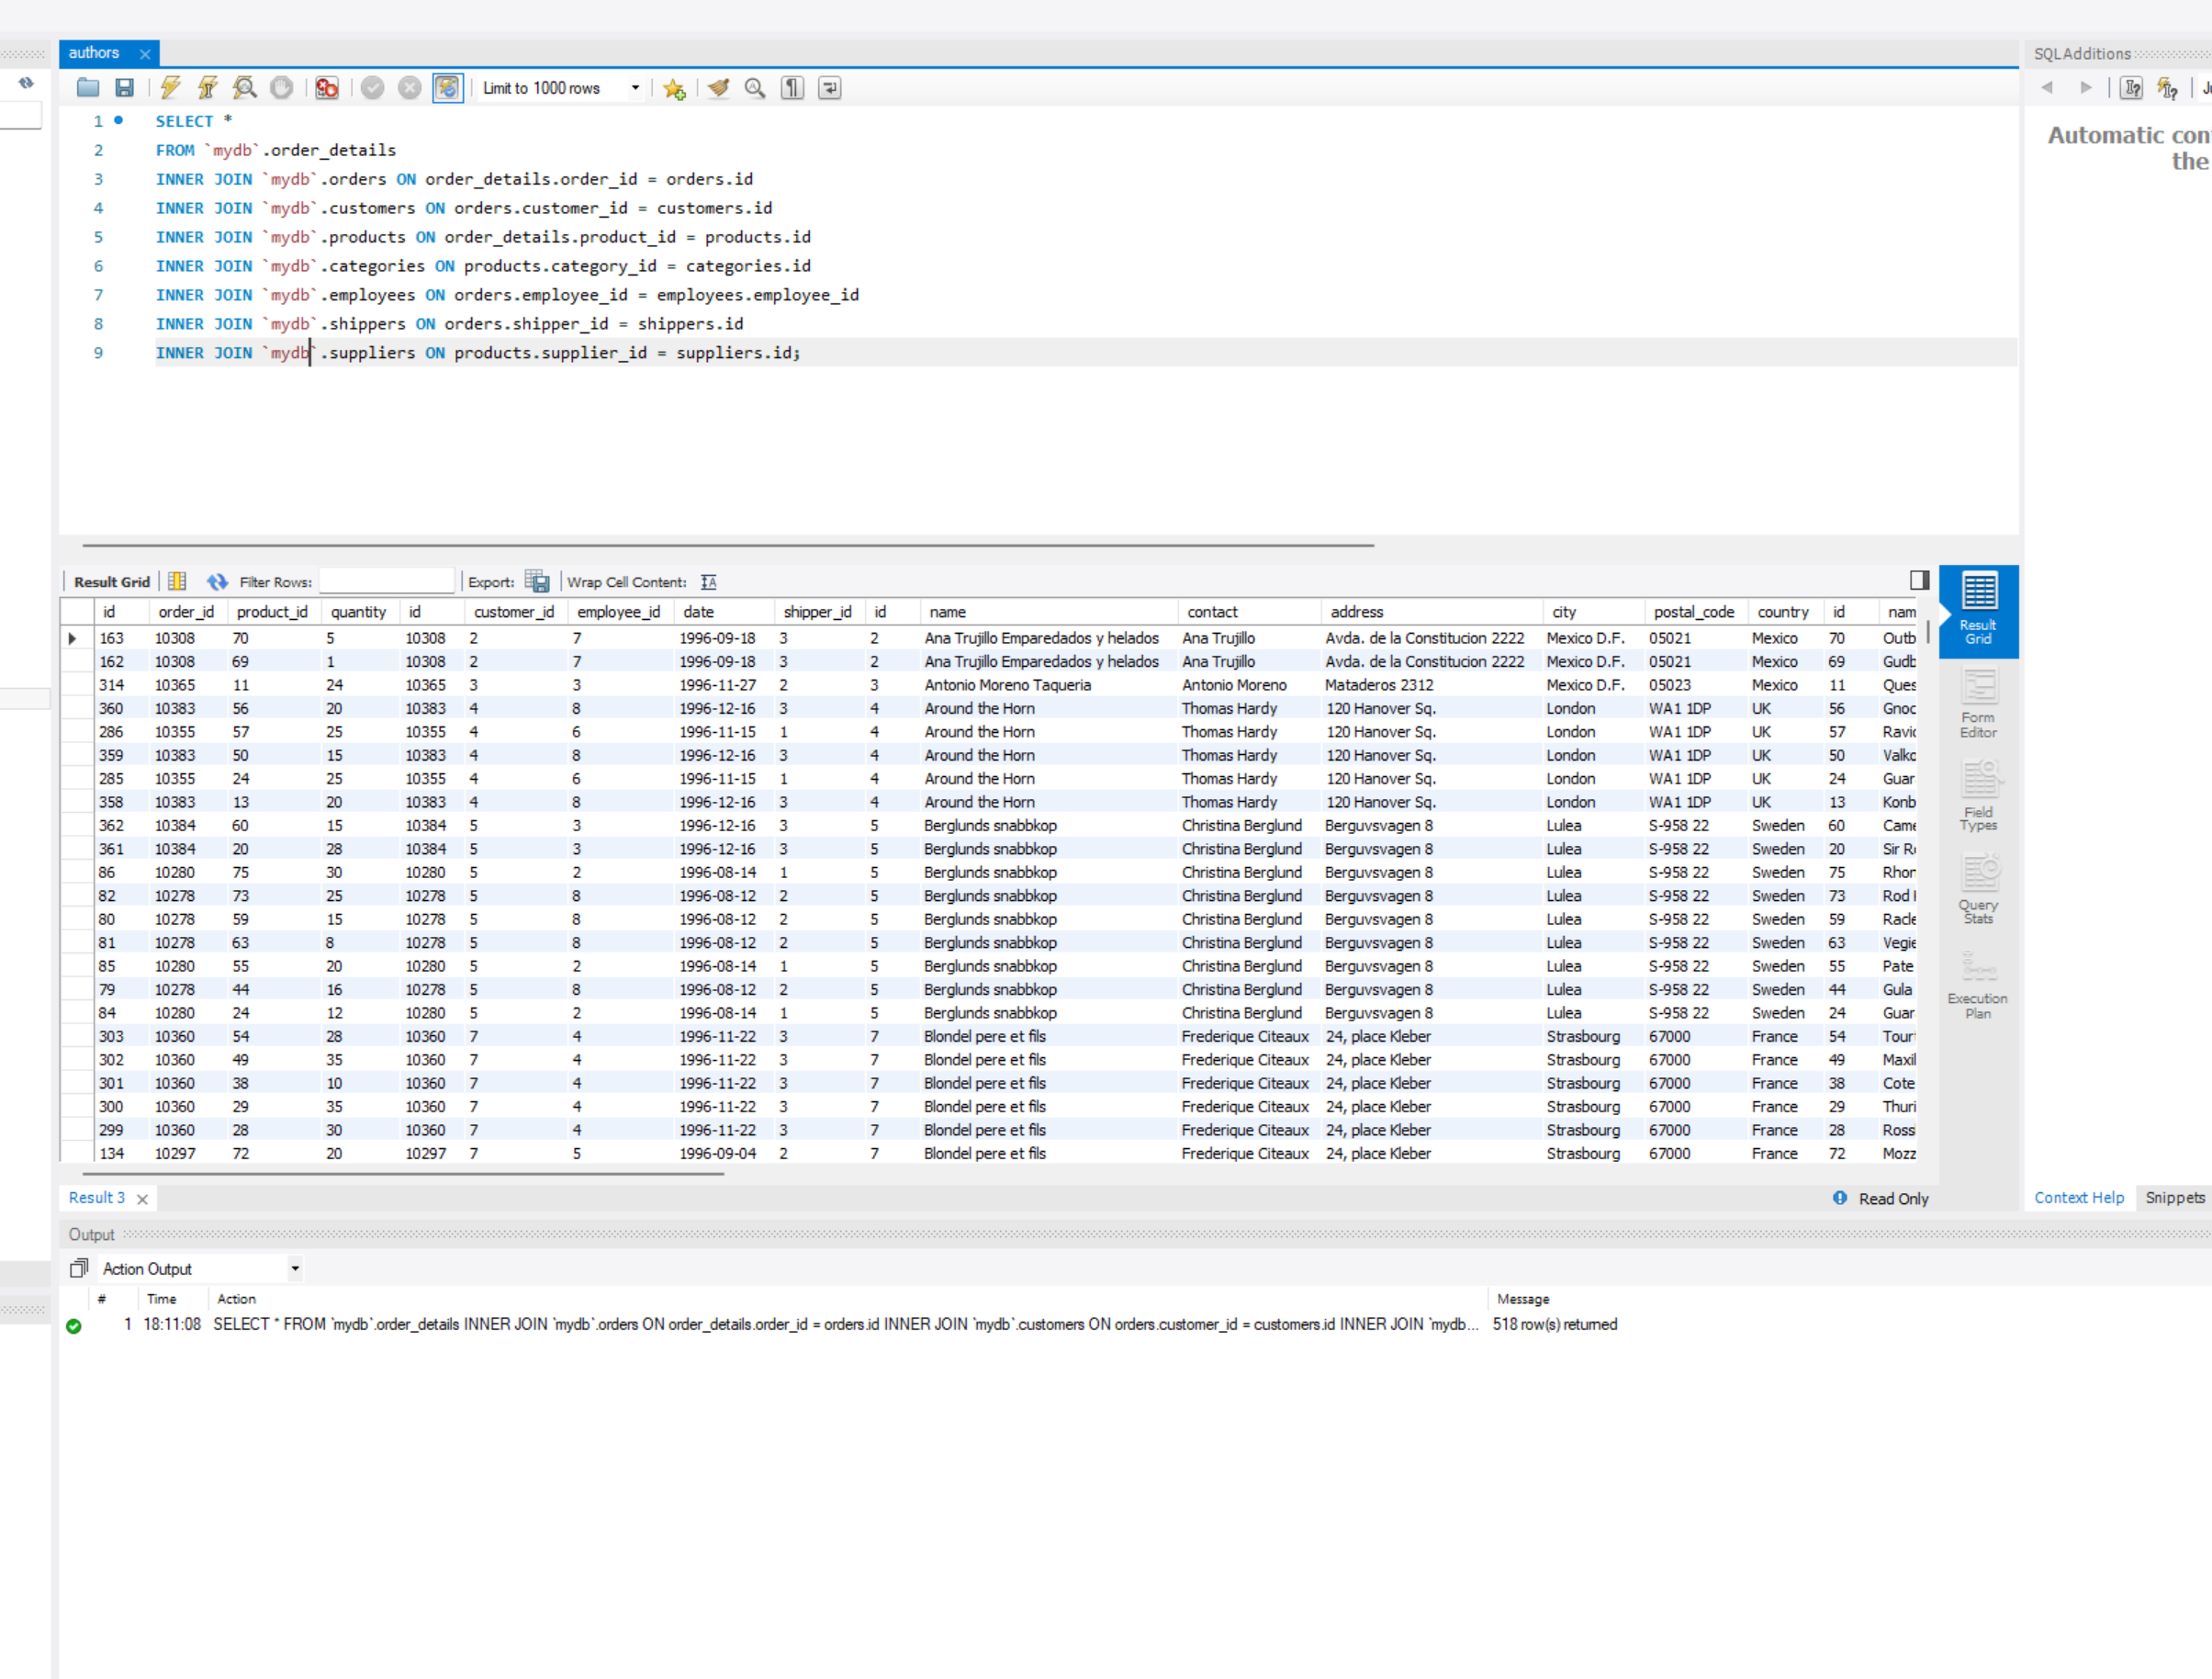 authors
SQLAdditions
Limit to 1000 rows
Automatic
the
1 SELECT *
2 FROM `mydb`.order_details
3 INNER JOIN `mydb`.orders ON order_details.order_id = orders.id
4 INNER JOIN `mydb`.customers ON orders.customer_id = customers.id
5 INNER JOIN `mydb`.products ON order_details.product_id = products.id
6 INNER JOIN `mydb`.categories ON products.category_id = categories.id
7 INNER JOIN `mydb`.employees ON orders.employee_id = employees.employee_id
8 INNER JOIN `mydb`.shippers ON orders.shipper_id = shippers.id
9 INNER JOIN `mydb`.suppliers ON products.supplier_id = suppliers.id;
Result Grid Filter Rows: Export: Wrap Cell Content:
id order_id product_id quantity id customer_id employee_id date shipper_id id name contact address city postal_code country id nam
163 10308 70 5 10308 2 7 1996-09-18 3 2 Ana Trujillo Emparedados y helados Ana Trujillo Avda. de la Constitucion 2222 Mexico D.F. 05021 Mexico 70 Outb
162 10308 69 1 10308 2 7 1996-09-18 3 2 Ana Trujillo Emparedados y helados Ana Trujillo Avda. de la Constitucion 2222 Mexico D.F. 05021 Mexico 69 Gudb
314 10365 11 24 10365 3 3 1996-11-27 2 3 Antonio Moreno Taqueria Antonio Moreno Mataderos 2312 Mexico D.F. 05023 Mexico 11 Ques
360 10383 56 20 10383 4 8 1996-12-16 3 4 Around the Horn Thomas Hardy 120 Hanover Sq. London WA1 1DP UK 56 Gnoc
286 10355 57 25 10355 4 6 1996-11-15 1 4 Around the Horn Thomas Hardy 120 Hanover Sq. London WA1 1DP UK 57 Ravi
359 10383 50 15 10383 4 8 1996-12-16 3 4 Around the Horn Thomas Hardy 120 Hanover Sq. London WA1 1DP UK 50 Valk
285 10355 24 25 10355 4 6 1996-11-15 1 4 Around the Horn Thomas Hardy 120 Hanover Sq. London WA1 1DP UK 24 Guar
358 10383 13 20 10383 4 8 1996-12-16 3 4 Around the Horn Thomas Hardy 120 Hanover Sq. London WA1 1DP UK 13 Konb
362 10384 60 15 10384 5 3 1996-12-16 3 5 Berglunds snabbkop Christina Berglund Berguvsvagen 8 Lulea S-958 22 Sweden 60 Came
361 10384 20 28 10384 5 3 1996-12-16 3 5 Berglunds snabbkop Christina Berglund Berguvsvagen 8 Lulea S-958 22 Sweden 20 Sir R
86 10280 75 30 10280 5 2 1996-08-14 1 5 Berglunds snabbkop Christina Berglund Berguvsvagen 8 Lulea S-958 22 Sweden 75 Rhon
82 10278 73 25 10278 5 8 1996-08-12 2 5 Berglunds snabbkop Christina Berglund Berguvsvagen 8 Lulea S-958 22 Sweden 73 Rod
80 10278 59 15 10278 5 8 1996-08-12 2 5 Berglunds snabbkop Christina Berglund Berguvsvagen 8 Lulea S-958 22 Sweden 59 Racle
81 10278 63 8 10278 5 8 1996-08-12 2 5 Berglunds snabbkop Christina Berglund Berguvsvagen 8 Lulea S-958 22 Sweden 63 Vegie
85 10280 55 20 10280 5 2 1996-08-14 1 5 Berglunds snabbkop Christina Berglund Berguvsvagen 8 Lulea S-958 22 Sweden 55 Pate
79 10278 44 16 10278 5 8 1996-08-12 2 5 Berglunds snabbkop Christina Berglund Berguvsvagen 8 Lulea S-958 22 Sweden 44 Gula
84 10280 24 12 10280 5 2 1996-08-14 1 5 Berglunds snabbkop Christina Berglund Berguvsvagen 8 Lulea S-958 22 Sweden 24 Guar
303 10360 54 28 10360 7 4 1996-11-22 3 7 Blondel pere et fils Frederique Citeaux 24, place Kleber Strasbourg 67000 France 54 Tour
302 10360 49 35 10360 7 4 1996-11-22 3 7 Blondel pere et fils Frederique Citeaux 24, place Kleber Strasbourg 67000 France 49 Maxil
301 10360 38 10 10360 7 4 1996-11-22 3 7 Blondel pere et fils Frederique Citeaux 24, place Kleber Strasbourg 67000 France 38 Cote
300 10360 29 35 10360 7 4 1996-11-22 3 7 Blondel pere et fils Frederique Citeaux 24, place Kleber Strasbourg 67000 France 29 Thuri
299 10360 28 30 10360 7 4 1996-11-22 3 7 Blondel pere et fils Frederique Citeaux 24, place Kleber Strasbourg 67000 France 28 Ross
134 10297 72 20 10297 7 5 1996-09-04 2 7 Blondel pere et fils Frederique Citeaux 24, place Kleber Strasbourg 67000 France 72 Mozz
Result
Grid
Form
Editor
Field
Types
Query
Stats
Execution
Plan
Result 3 Read Only Context Help Snippets
Output
Action Output
# Time Action Message
1 18:11:08 SELECT * FROM `mydb`.order_details INNER JOIN `mydb`.orders ON order_details.order_id = orders.id INNER JOIN `mydb`.customers ON orders.customer_id = customers.id INNER JOIN `mydb... 518 row(s) returned